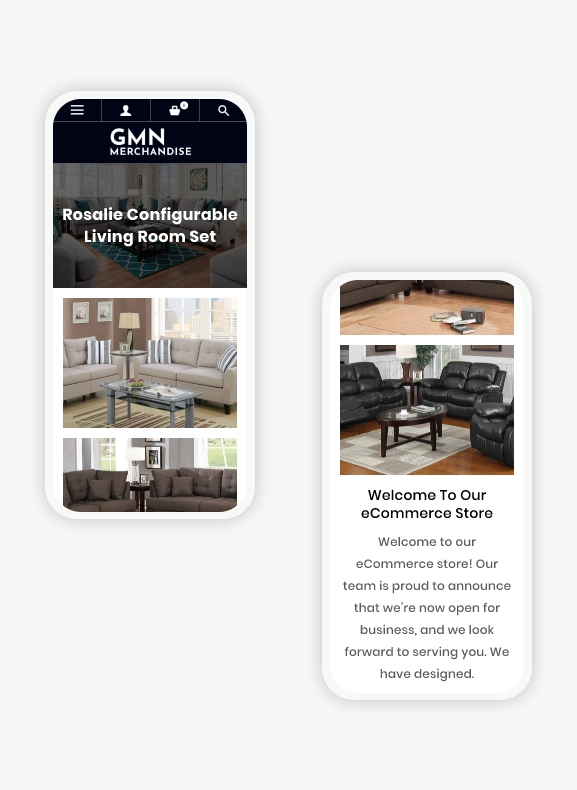 GMN
MERCHANDISE
Rosalie Configurable
Living Room Set
Welcome To Our
eCommerce Store
Welcome to our
eCommerce store! Our
team is proud to announce
that we're now open for
business, and we look
forward to serving you. We
have designed.